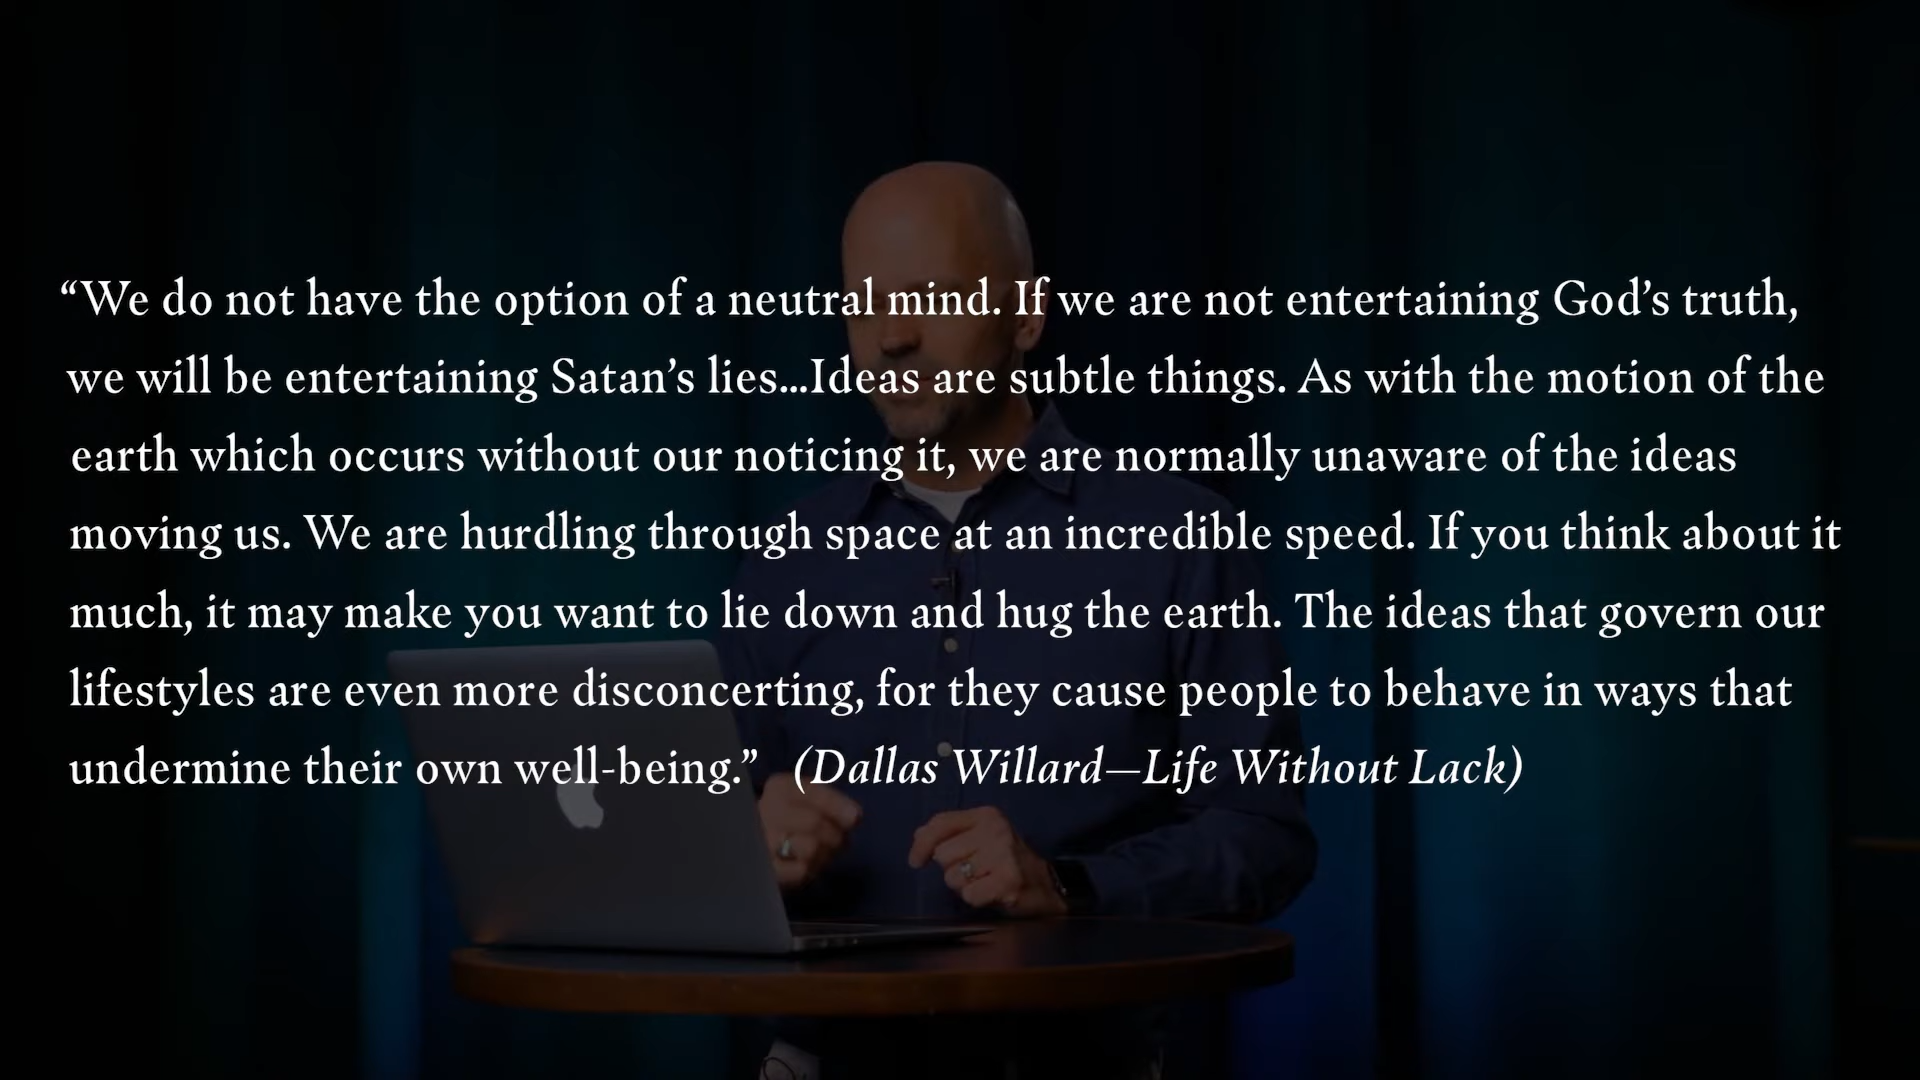 “We do not have the option of a neutral mind. If we are not entertaining God’s truth,
we will be entertaining Satan’s lies...Ideas are subtle things. As with the motion of the
earth which occurs without our noticing it, we are normally unaware of the ideas
moving us. We are hurdling through space at an incredible speed. If you think about it
much, it may make you want to lie down and hug the earth. The ideas that govern our
lifestyles are even more disconcerting, for they cause people to behave in ways that
undermine their own well-being.” (Dallas Willard—Life Without Lack)